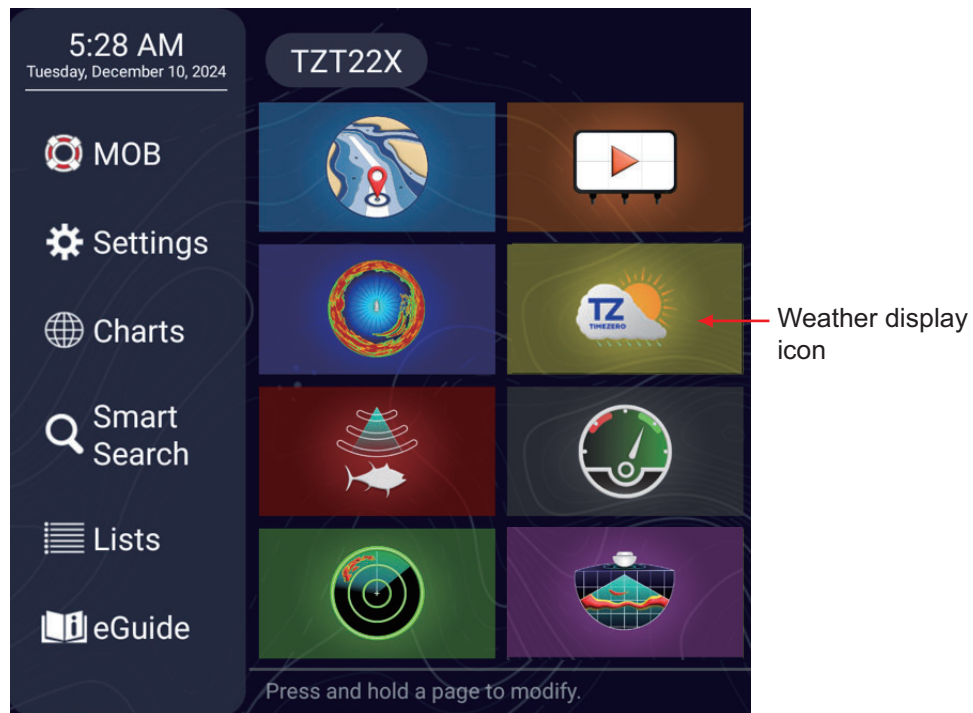 5:28 AM
Tuesday, December 10, 2024
TZT22X
MOB
Settings
Charts
Smart
Search
Lists
eGuide
TZ
TIMEZERO
Weather display
icon
Press and hold a page to modify.